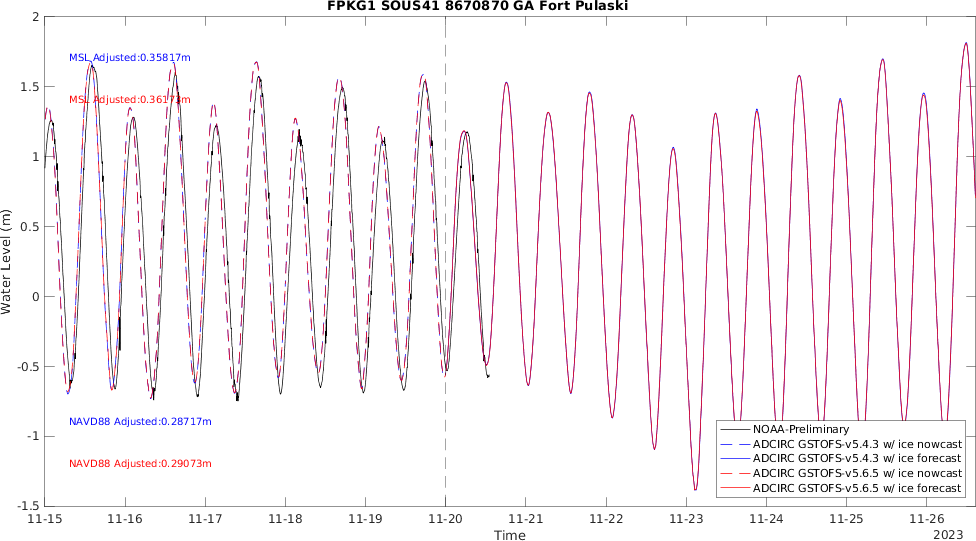 FPKG1 SOUS41 8670870 GA Fort Pulaski
2
1.5
1
0.5
0
-0.5
-1
-1.5
Water Level (m)
MSL Adjusted:0.35817m
MSL Adjusted:0.36173m
NAVD88 Adjusted:0.28717m
NAVD88 Adjusted:0.29073m
NOAA-Preliminary
ADCIRC GSTOFS-v5.4.3 w/ ice nowcast
ADCIRC GSTOFS-v5.4.3 w/ ice forecast
ADCIRC GSTOFS-v5.6.5 w/ ice nowcast
ADCIRC GSTOFS-v5.6.5 w/ ice forecast
11-15 11-16 11-17 11-18 11-19 11-20 11-21 11-22 11-23 11-24 11-25 11-26
Time
2023